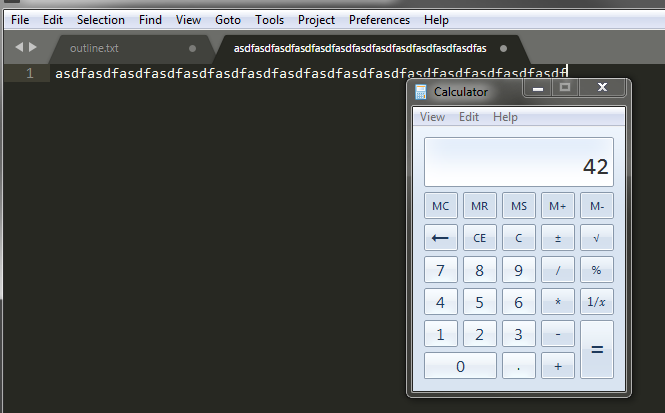 File Edit Selection Find View Goto Tools Project Preferences Help
outline.txt asdfasdfasdfasdfasdfasdfasdfasdfasdfasdfasdfasdfas
1 asdfasdfasdfasdfasdfasdfasdfasdfasdfasdfasdfasdfasdfasdfasdfasdf
Calculator
View Edit Help
42
MC MR MS M+ M-
← CE C ± √
7 8 9 / %
4 5 6 * 1/x
1 2 3 - =
0 . +